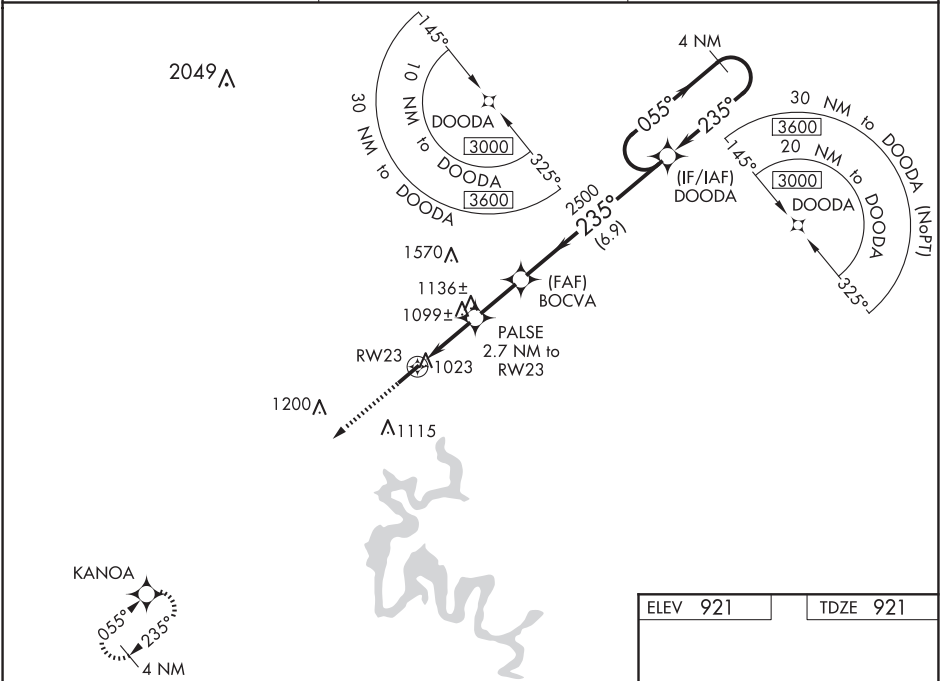 2049
145°
10 NM to DOODA
30 NM to DOODA
DOODA
3000
3600
325°
4 NM
055°
235°
(IF/IAF)
DOODA
30 NM to DOODA (NoPT)
3600
20 NM to DOODA
145°
3000
DOODA
325°
2500
235°
(6.9)
1570
(FAF)
BOCVA
1136±
1099±
PALSE
2.7 NM to
RW23
RW23
1023
1200
1115
KANOA
055°
235°
4 NM
ELEV 921
TDZE 921